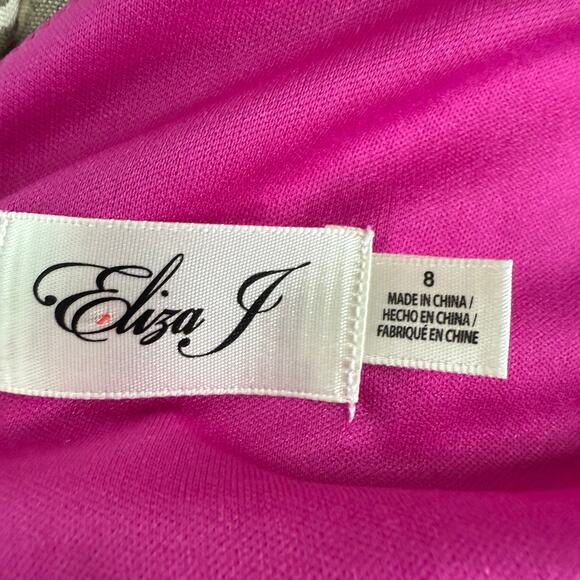 Eliza J
8
MADE IN CHINA /
HECHO EN CHINA /
FABRIQUÉ EN CHINE